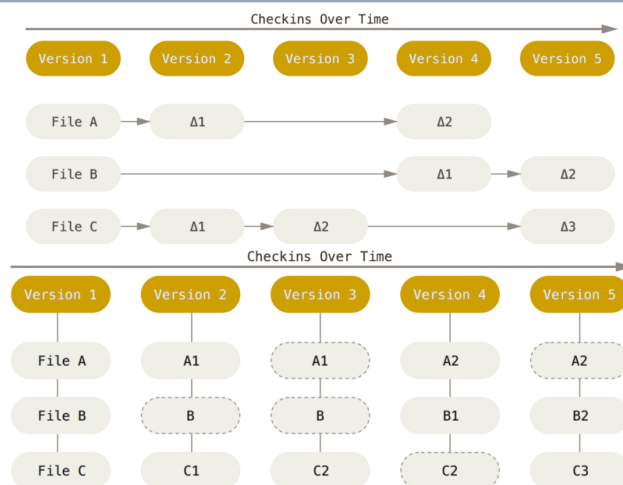 Checkins Over Time
Version 1 Version 2 Version 3 Version 4 Version 5
File A Δ1 Δ2
File B Δ1 Δ2
File C Δ1 Δ2 Δ3
Checkins Over Time
Version 1 Version 2 Version 3 Version 4 Version 5
File A A1 A1 A2 A2
File B B B B1 B2
File C C1 C2 C2 C3